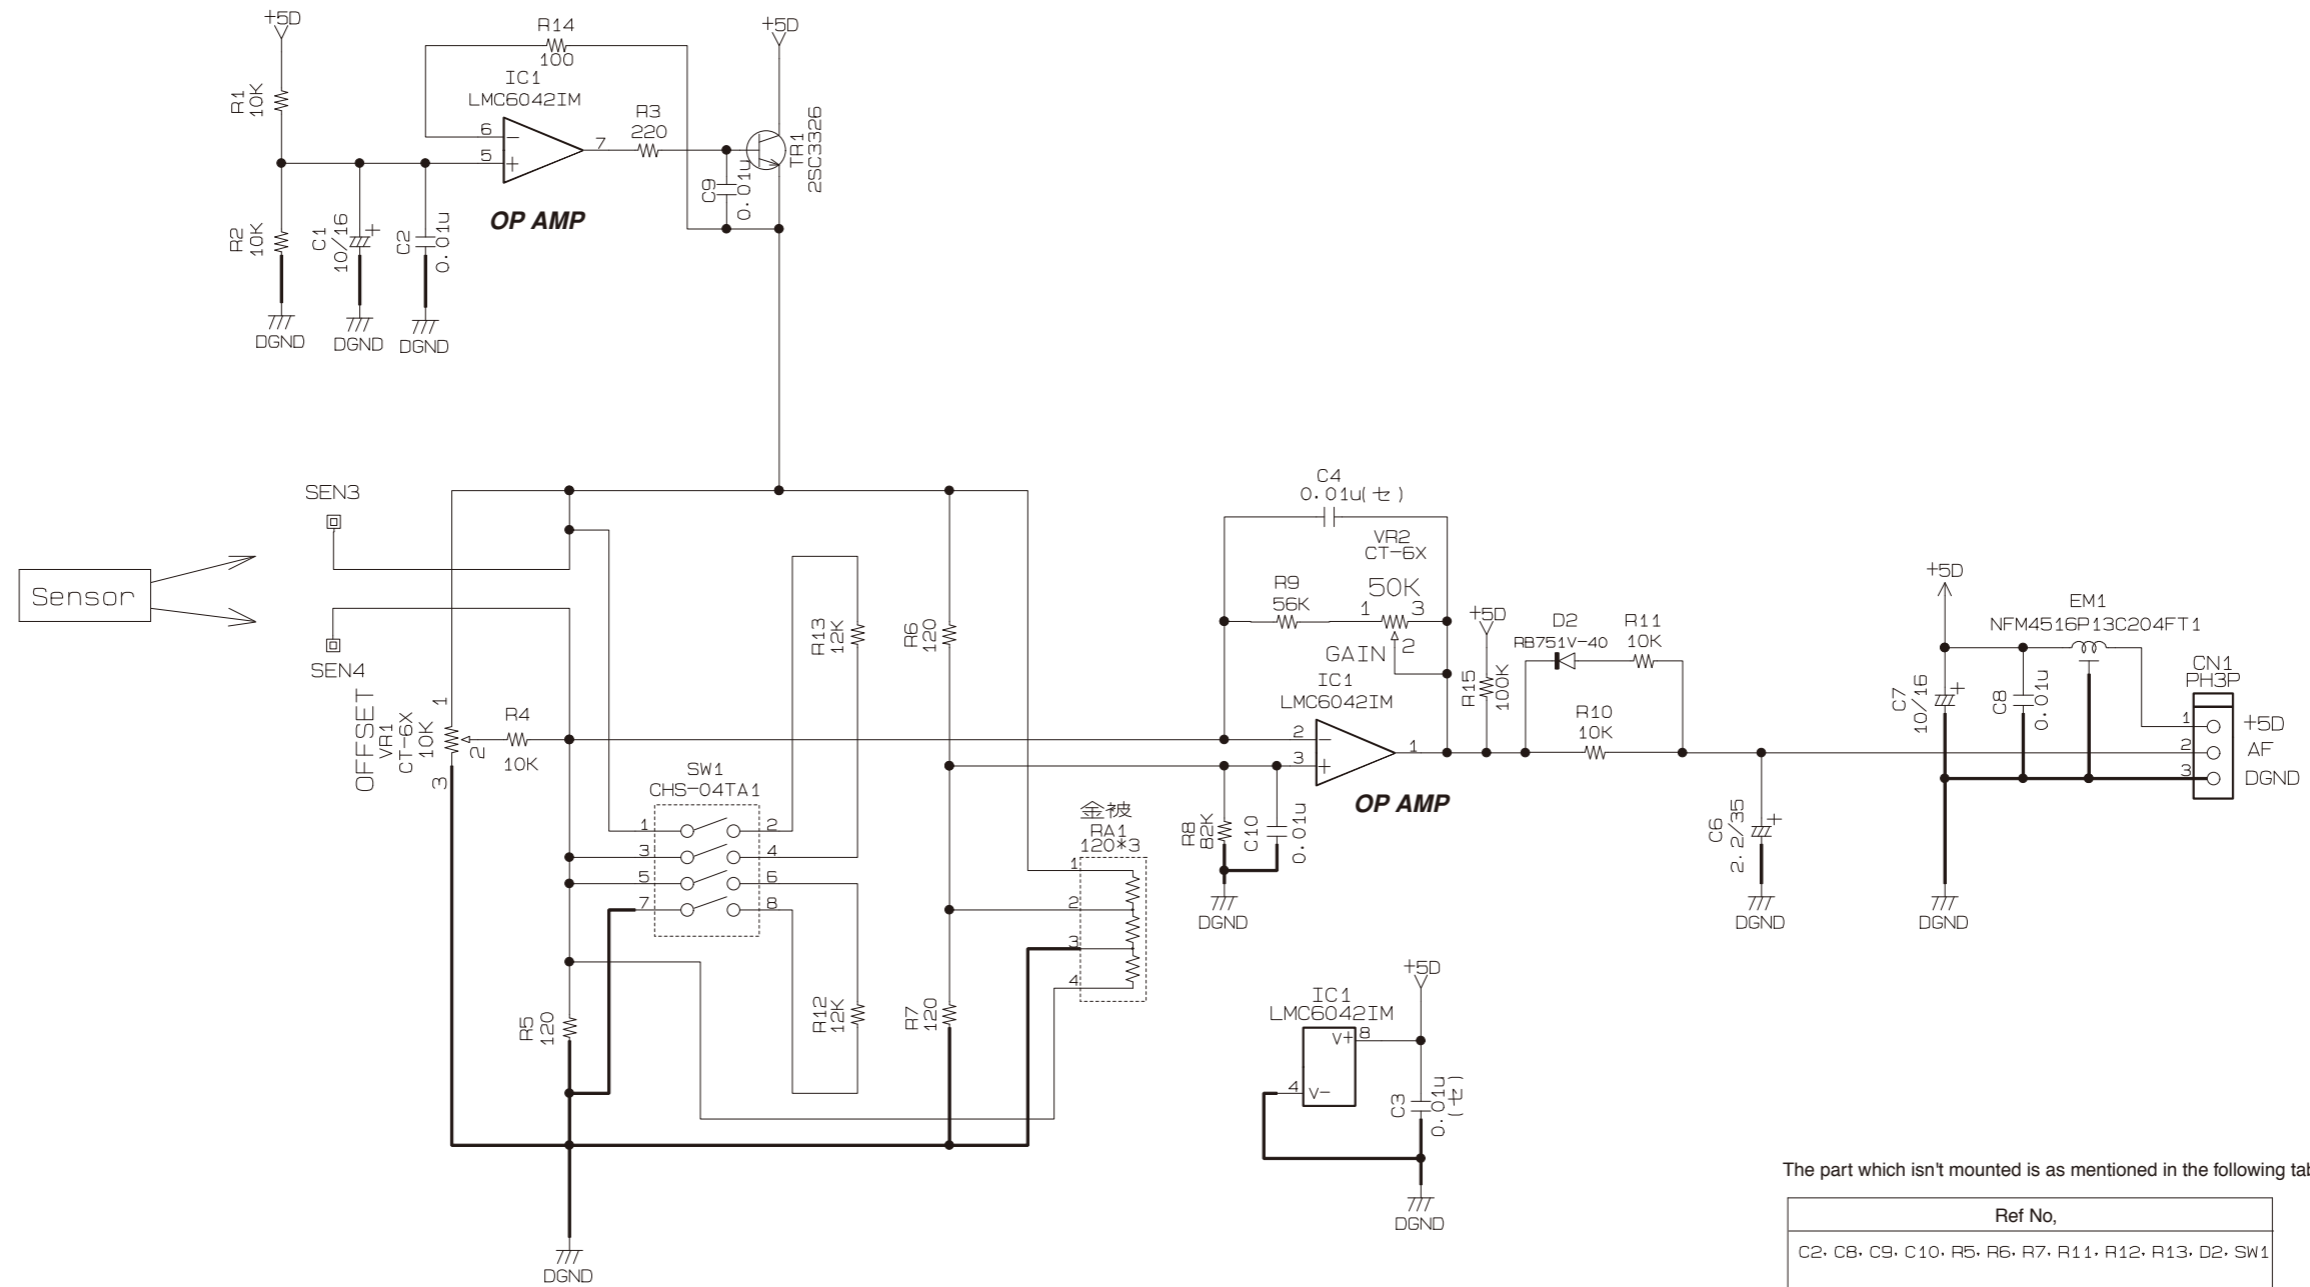 +5D
R14
100
+5D
IC1
LMC6042IM
R1
10K
R3
220
6
5
7
TR1
2SC3326
C9
0.01u
OP AMP
R2
10K
C1
10/16
C2
0.01u
DGND
DGND
DGND
C4
0.01u(セ)
SEN3
VR2
CT-6X
50K
Sensor
R9
56K
1
3
2
+5D
GAIN
D2
RB751V-40
R11
10K
+5D
EM1
NFM4516P13C204FT1
R13
12K
R6
120
SEN4
IC1
LMC6042IM
R15
100K
C7
10/16
C8
0.01u
CN1
PH3P
OFFSET
VR1
CT-6X
10K
1
2
3
R4
10K
R10
10K
2
3
1
1
+5D
2
AF
3
DGND
SW1
CHS-04TA1
OP AMP
金被
RA1
120*3
R8
82K
C10
0.01u
C6
2.2/35
1
2
3
4
5
6
7
8
1
2
3
4
DGND
DGND
DGND
R5
120
R12
12K
R7
120
+5D
IC1
LMC6042IM
V+
8
4
V-
C3
0.01u
(セ)
DGND
DGND
The part which isn't mounted is as mentioned in the following tab
Ref No,
C2, C8, C9, C10, R5, R6, R7, R11, R12, R13, D2, SW1